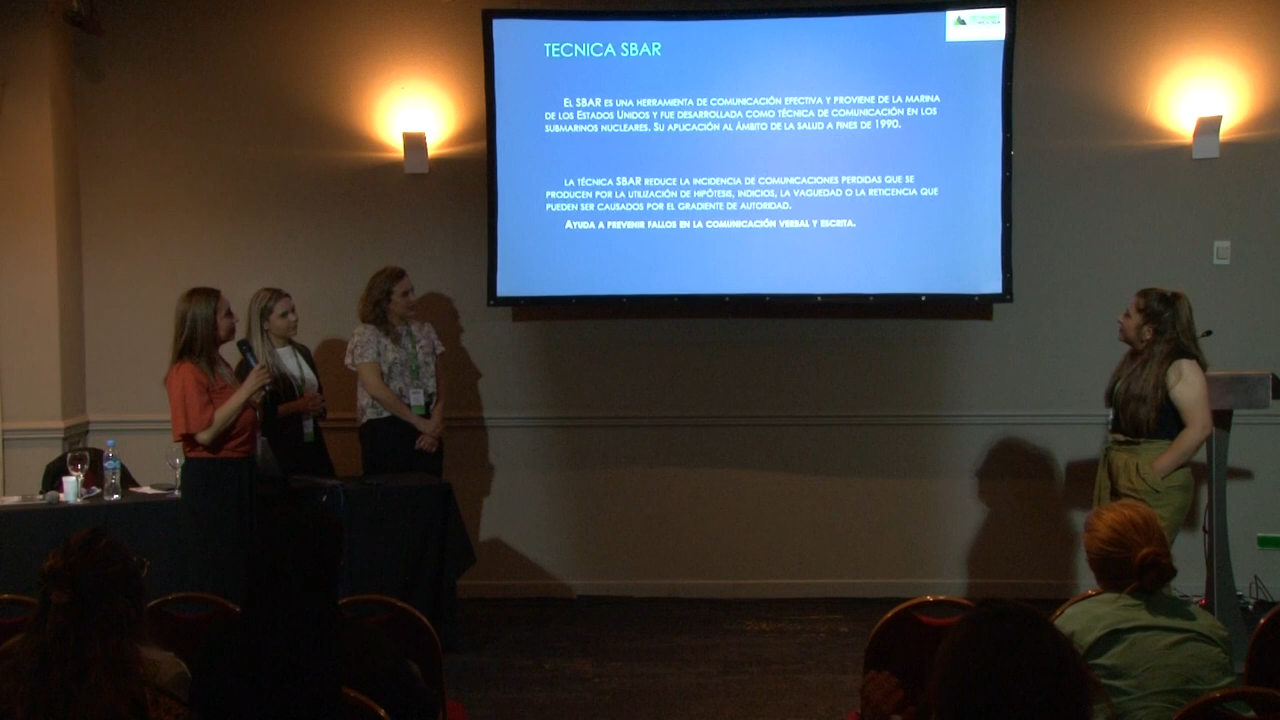 TECNICA SBAR
EL SBAR ES UNA HERRAMIENTA DE COMUNICACIÓN EFECTIVA Y PROVIENE DE LA MARINA
DE LOS ESTADOS UNIDOS Y FUE DESARROLLADA COMO TÉCNICA DE COMUNICACIÓN EN LOS
SUBMARINOS NUCLEARES. SU APLICACIÓN AL ÁMBITO DE LA SALUD A FINES DE 1990.
LA TÉCNICA SBAR REDUCE LA INCIDENCIA DE COMUNICACIONES PERDIDAS QUE SE
PRODUCEN POR LA UTILIZACIÓN DE HIPÓTESIS, INDICIOS, LA VAGUEDAD O LA RETICENCIA QUE
PUEDEN SER CAUSADOS POR EL GRADIENTE DE AUTORIDAD.
AYUDA A PREVENIR FALLOS EN LA COMUNICACIÓN VERBAL Y ESCRITA.